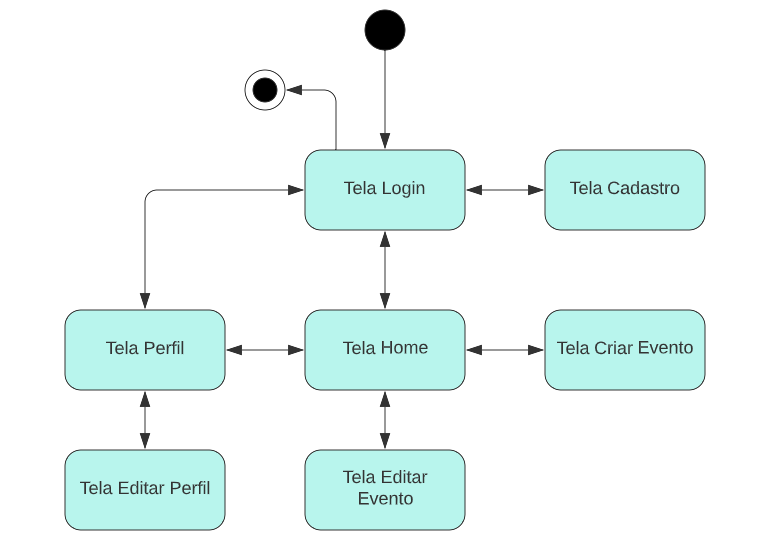 Tela Login
Tela Cadastro
Tela Perfil
Tela Home
Tela Criar Evento
Tela Editar Perfil
Tela Editar
Evento